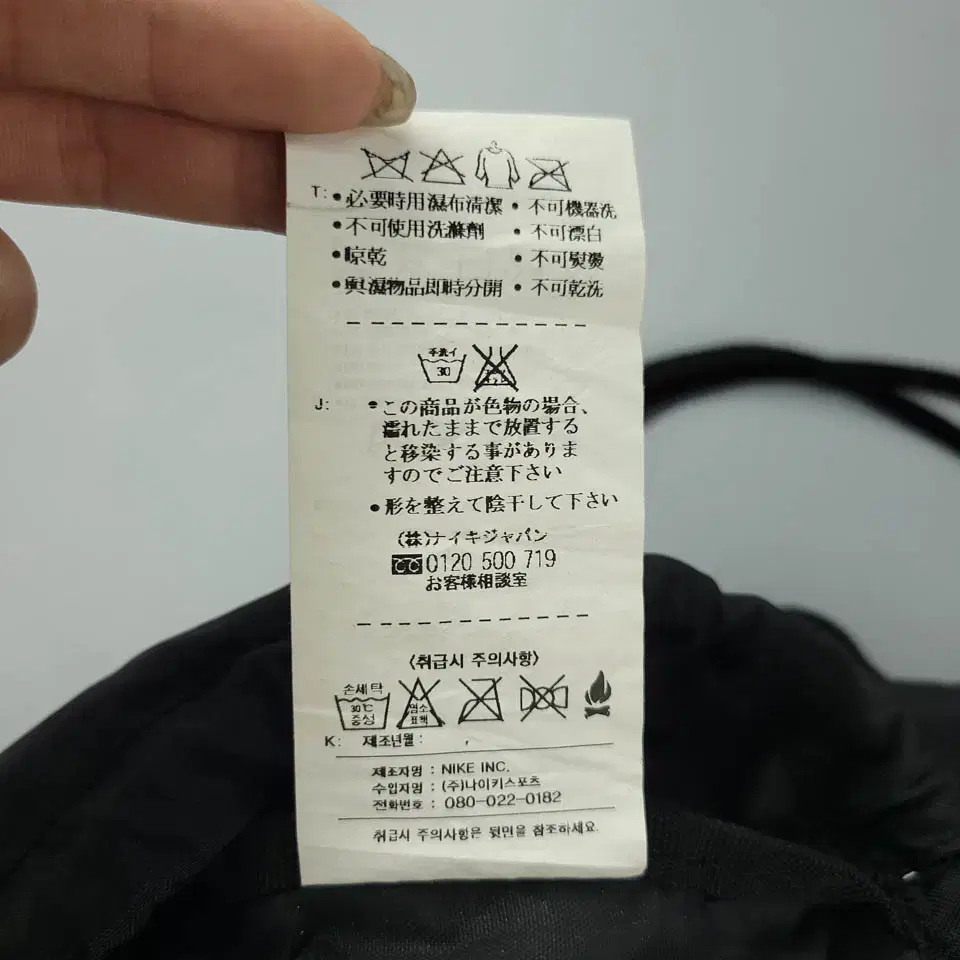 T: • 必要時用濕布清潔 • 不可機器洗
• 不可使用洗滌劑 • 不可漂白
• 晾乾 • 不可熨燙
• 與濕物品即時分開 • 不可乾洗
手洗イ
30
J: • この商品が色物の場合、
濡れたままで放置する
と移染する事がありま
すのでご注意下さい
• 形を整えて陰干して下さい
(株)ナイキジャパン
0120 500 719
お客様相談室
〈취급시 주의사항〉
손세탁
30℃
중성
염소
표백
K: 제조년월 : ,
제조자명 : NIKE INC.
수입자명 : (주)나이키스포츠
전화번호 : 080-022-0182
취급시 주의사항은 뒷면을 참조하세요.